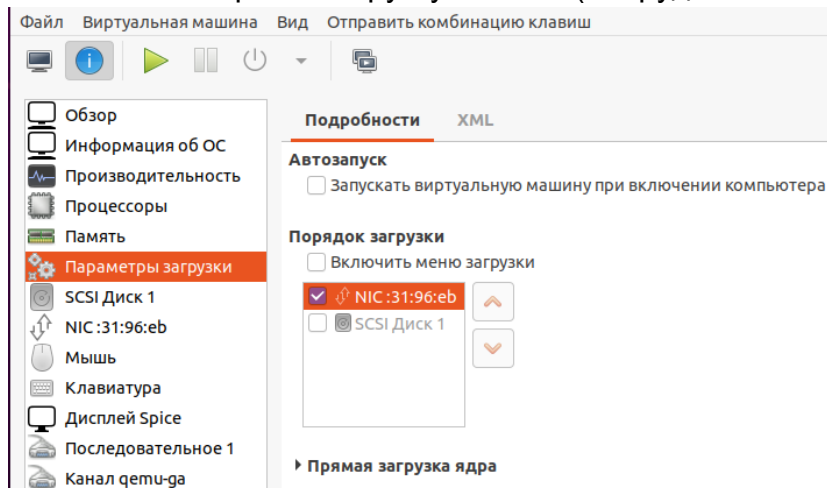 Файл Виртуальная машина Вид Отправить комбинацию клавиш
Обзор
Информация об ОС
Производительность
Процессоры
Память
Параметры загрузки
SCSI Диск 1
NIC :31:96:eb
Мышь
Клавиатура
Дисплей Spice
Последовательное 1
Канал qemu-ga
Подробности XML
Автозапуск
Запускать виртуальную машину при включении компьютера
Порядок загрузки
Включить меню загрузки
NIC :31:96:eb
SCSI Диск 1
Прямая загрузка ядра